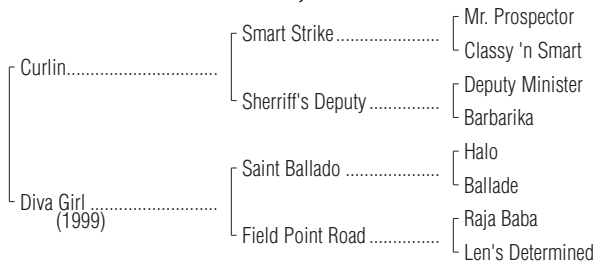 Mr. Prospector
Smart Strike....................
Classy 'n Smart
Curlin.............................
Deputy Minister
Sherriff's Deputy ..............
Barbarika
Halo
Saint Ballado ..................
Ballade
Diva Girl ........................
(1999)
Raja Baba
Field Point Road ..............
Len's Determined